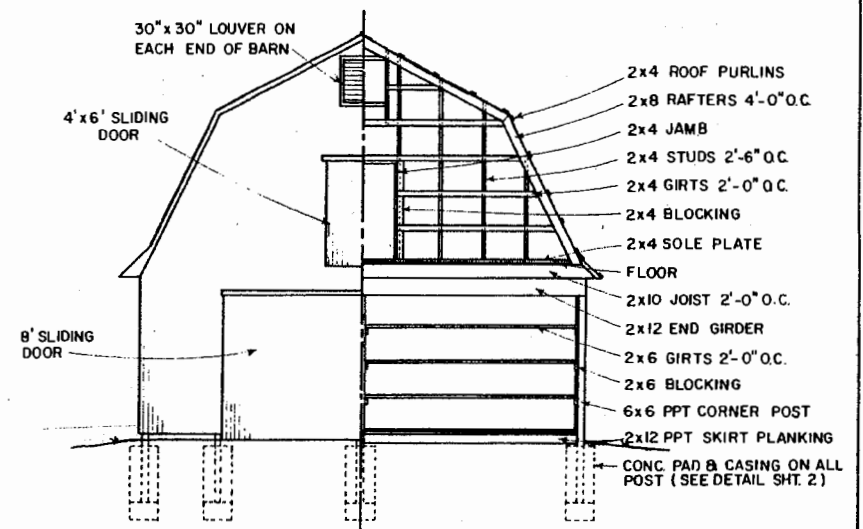 30" x 30" LOUVER ON
EACH END OF BARN
4' x 6' SLIDING
DOOR
8' SLIDING
DOOR
2x4 ROOF PURLINS
2x8 RAFTERS 4'-0" O.C.
2x4 JAMB
2x4 STUDS 2'-6" O.C.
2x4 GIRTS 2'-0" O.C.
2x4 BLOCKING
2x4 SOLE PLATE
FLOOR
2x10 JOIST 2'-0" O.C.
2x12 END GIRDER
2x6 GIRTS 2'-0" O.C.
2x6 BLOCKING
6x6 PPT CORNER POST
2x12 PPT SKIRT PLANKING
CONC. PAD & CASING ON ALL
POST (SEE DETAIL SHT. 2)